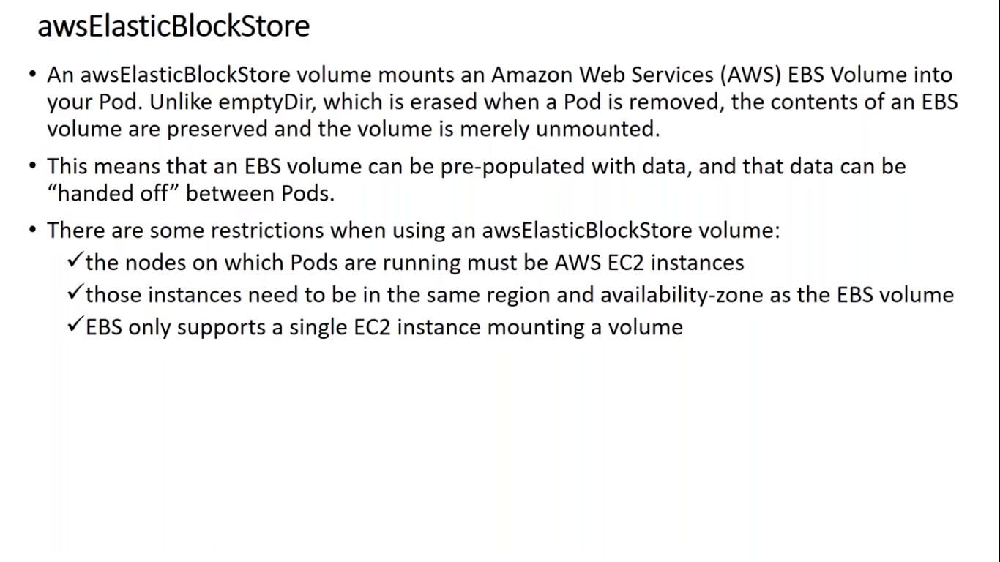 awsElasticBlockStore
• An awsElasticBlockStore volume mounts an Amazon Web Services (AWS) EBS Volume into
your Pod. Unlike emptyDir, which is erased when a Pod is removed, the contents of an EBS
volume are preserved and the volume is merely unmounted.
• This means that an EBS volume can be pre-populated with data, and that data can be
“handed off” between Pods.
• There are some restrictions when using an awsElasticBlockStore volume:
✓the nodes on which Pods are running must be AWS EC2 instances
✓those instances need to be in the same region and availability-zone as the EBS volume
✓EBS only supports a single EC2 instance mounting a volume